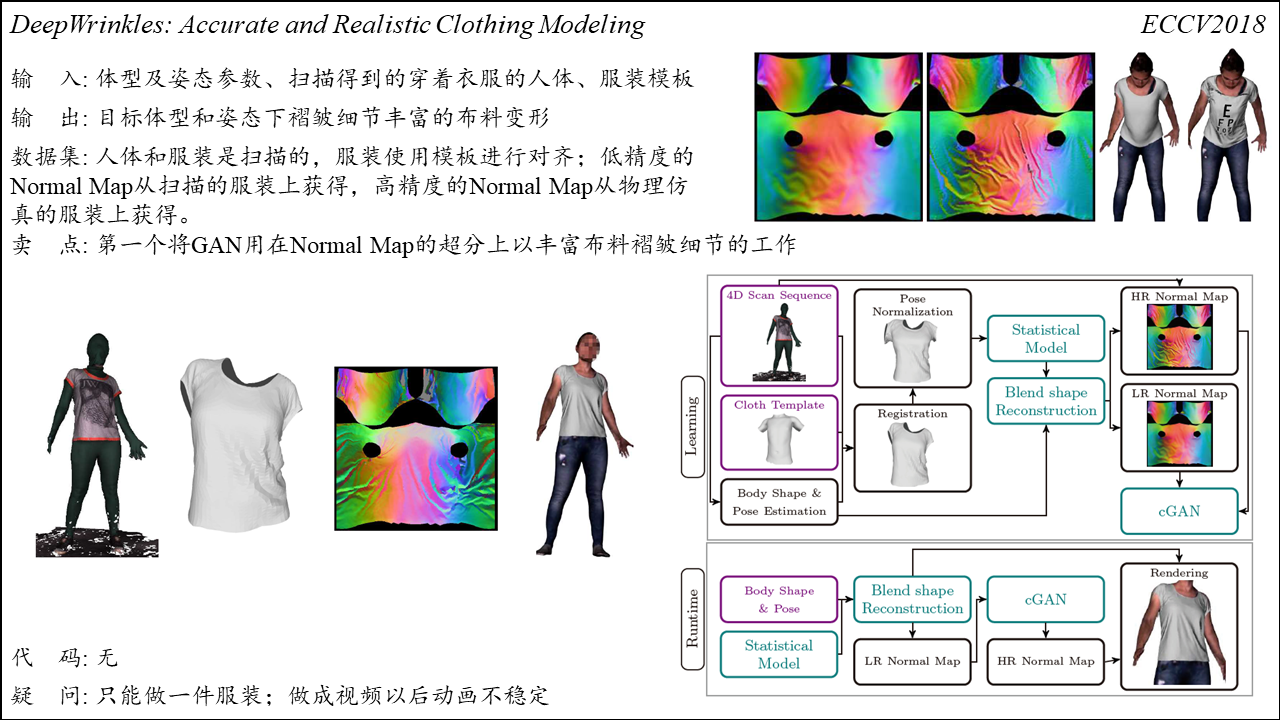 DeepWrinkles: Accurate and Realistic Clothing Modeling
ECCV2018
输　入: 体型及姿态参数、扫描得到的穿着衣服的人体、服装模板
输　出: 目标体型和姿态下褶皱细节丰富的布料变形
数据集: 人体和服装是扫描的，服装使用模板进行对齐；低精度的
Normal Map从扫描的服装上获得，高精度的Normal Map从物理仿
真的服装上获得。
卖　点: 第一个将GAN用在Normal Map的超分上以丰富布料褶皱细节的工作
E
F P
Learning
4D Scan Sequence
Cloth Template
Body Shape &
Pose Estimation
Pose
Normalization
Registration
Statistical
Model
Blend shape
Reconstruction
HR Normal Map
LR Normal Map
cGAN
Runtime
Body Shape
& Pose
Statistical
Model
Blend shape
Reconstruction
LR Normal Map
cGAN
HR Normal Map
Rendering
代　码: 无
疑　问: 只能做一件服装；做成视频以后动画不稳定